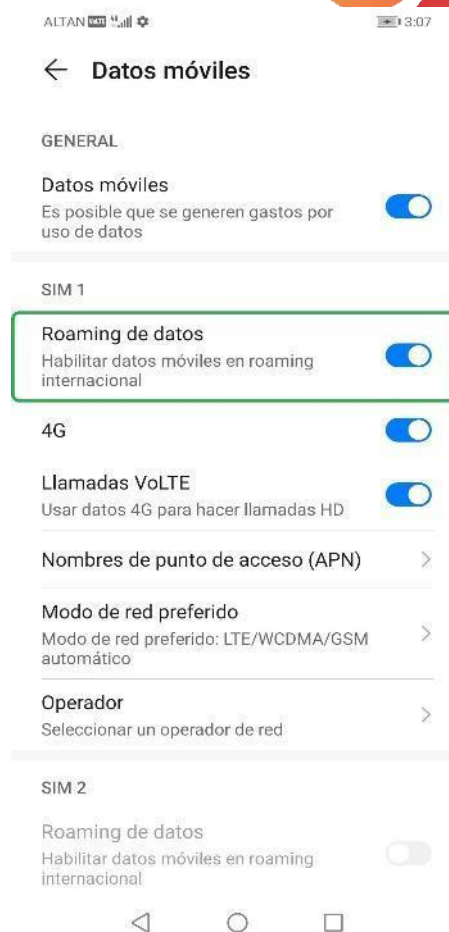 ALTAN VoLTE 4G 3:07
Datos móviles
GENERAL
Datos móviles
Es posible que se generen gastos por
uso de datos
SIM 1
Roaming de datos
Habilitar datos móviles en roaming
internacional
4G
Llamadas VoLTE
Usar datos 4G para hacer llamadas HD
Nombres de punto de acceso (APN)
Modo de red preferido
Modo de red preferido: LTE/WCDMA/GSM
automático
Operador
Seleccionar un operador de red
SIM 2
Roaming de datos
Habilitar datos móviles en roaming
internacional